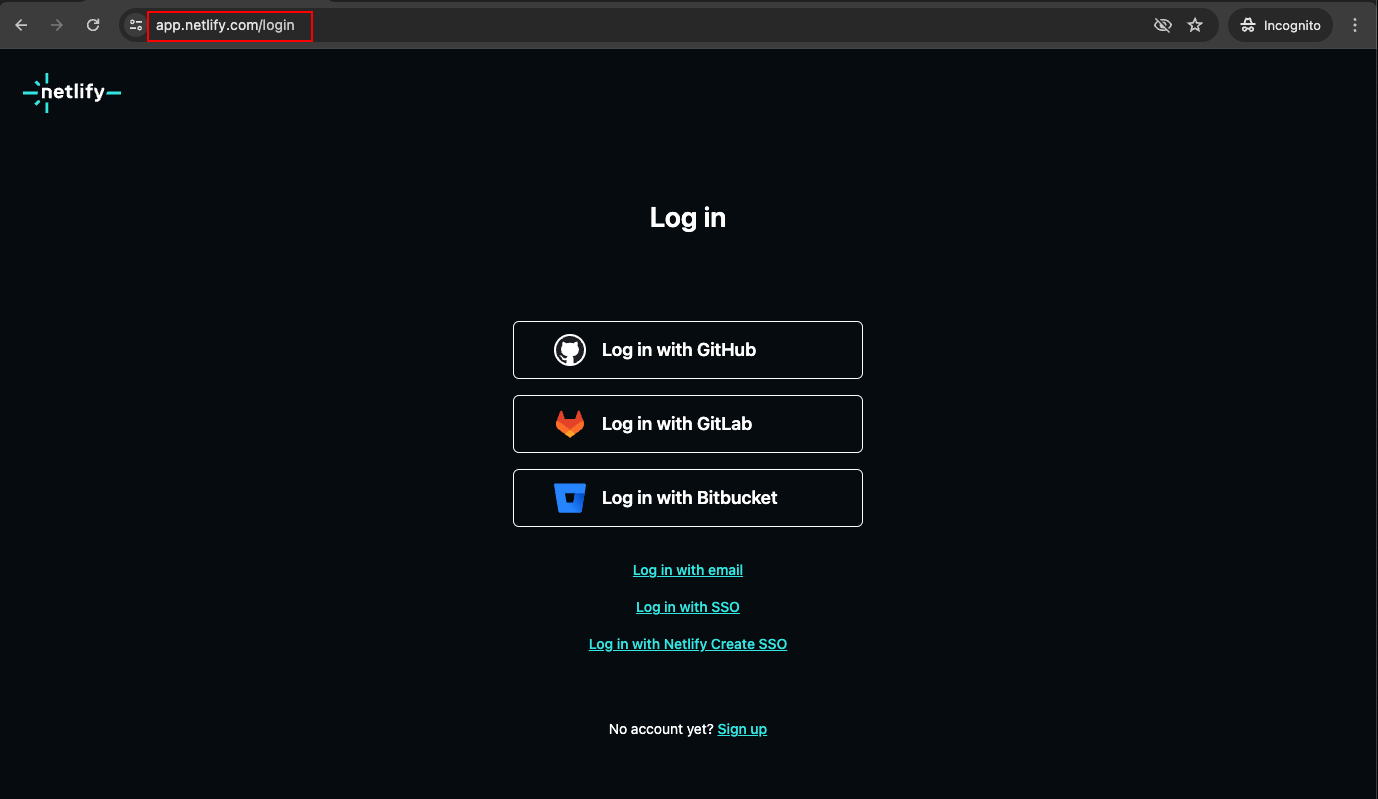 app.netlify.com/login
Incognito
netlify
Log in
Log in with GitHub
Log in with GitLab
Log in with Bitbucket
Log in with email
Log in with SSO
Log in with Netlify Create SSO
No account yet? Sign up